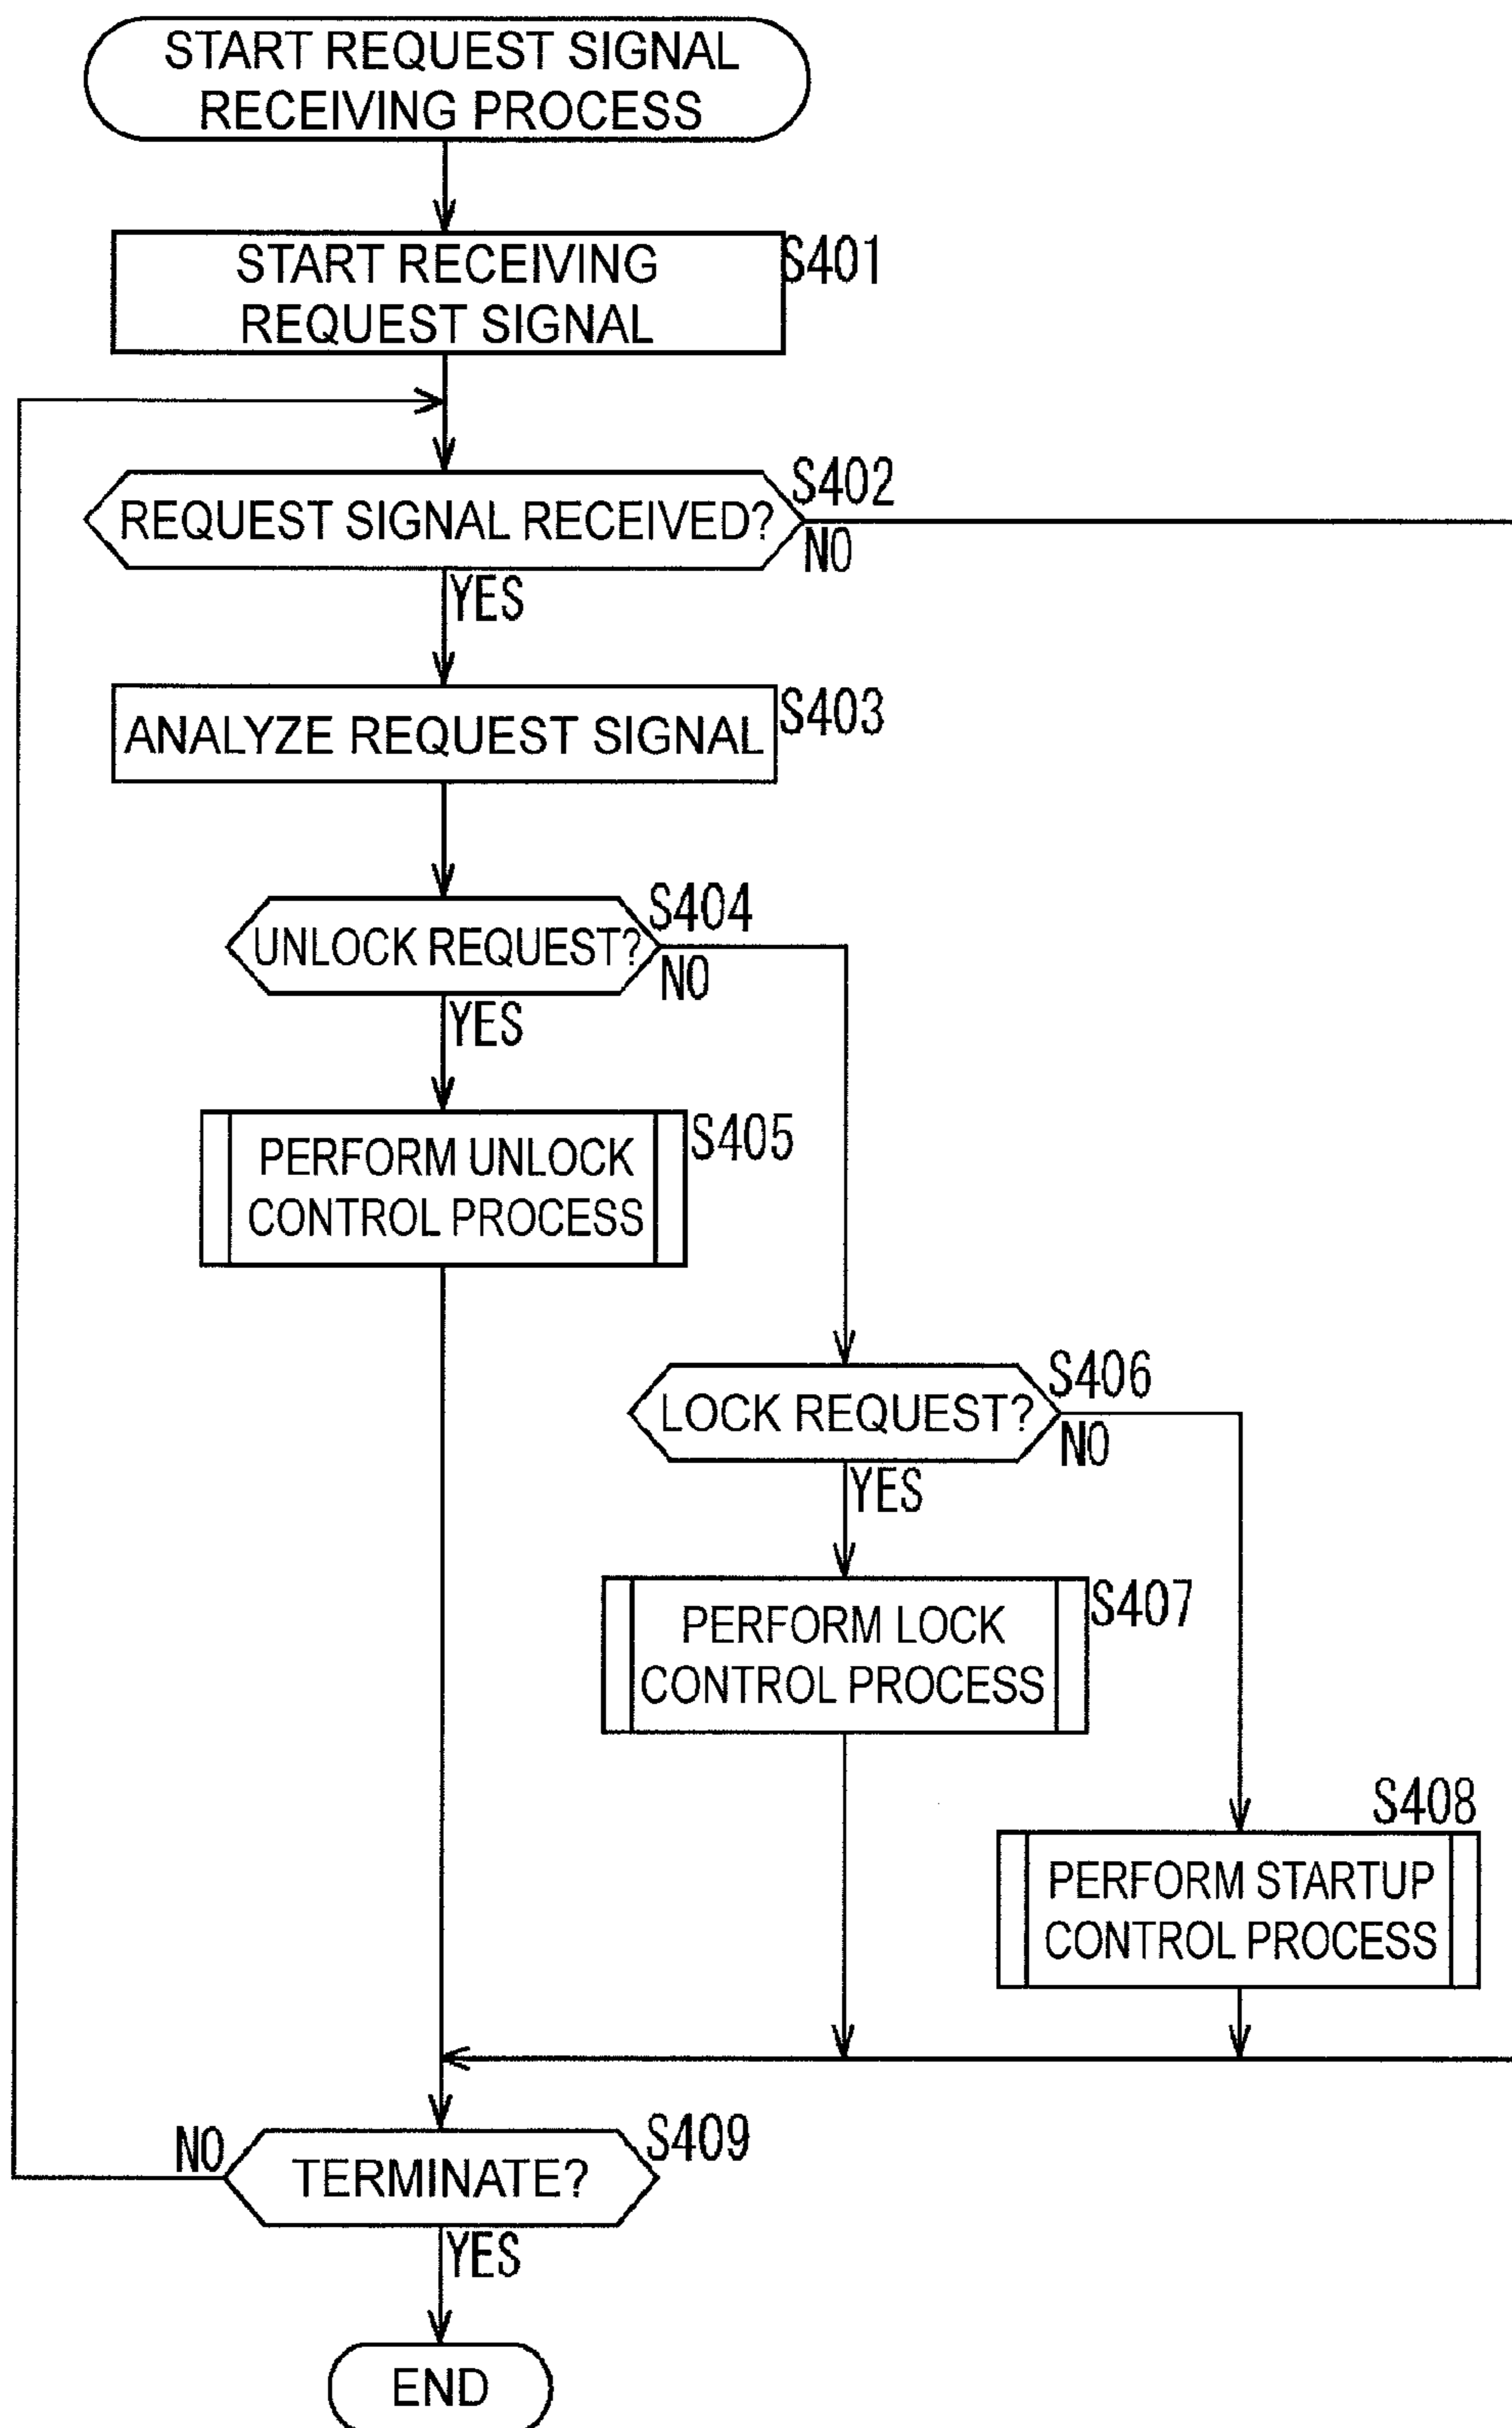 START REQUEST SIGNAL
RECEIVING PROCESS
START RECEIVING
REQUEST SIGNAL
S401
REQUEST SIGNAL RECEIVED?
S402
NO
YES
ANALYZE REQUEST SIGNAL
S403
UNLOCK REQUEST?
S404
NO
YES
PERFORM UNLOCK
CONTROL PROCESS
S405
LOCK REQUEST?
S406
NO
YES
PERFORM LOCK
CONTROL PROCESS
S407
S408
PERFORM STARTUP
CONTROL PROCESS
NO
TERMINATE?
S409
YES
END